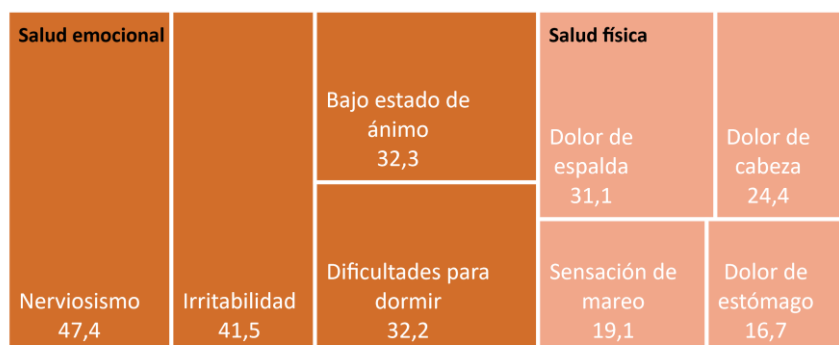 Salud emocional
Nerviosismo
47,4
Irritabilidad
41,5
Bajo estado de
ánimo
32,3
Dificultades para
dormir
32,2
Salud física
Dolor de
espalda
31,1
Dolor de
cabeza
24,4
Sensación de
mareo
19,1
Dolor de
estómago
16,7